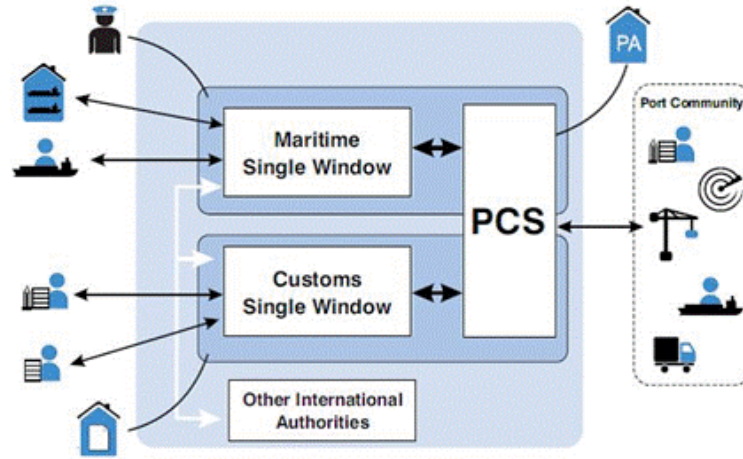 PA
Port Community
Maritime
Single Window
PCS
Customs
Single Window
Other International
Authorities